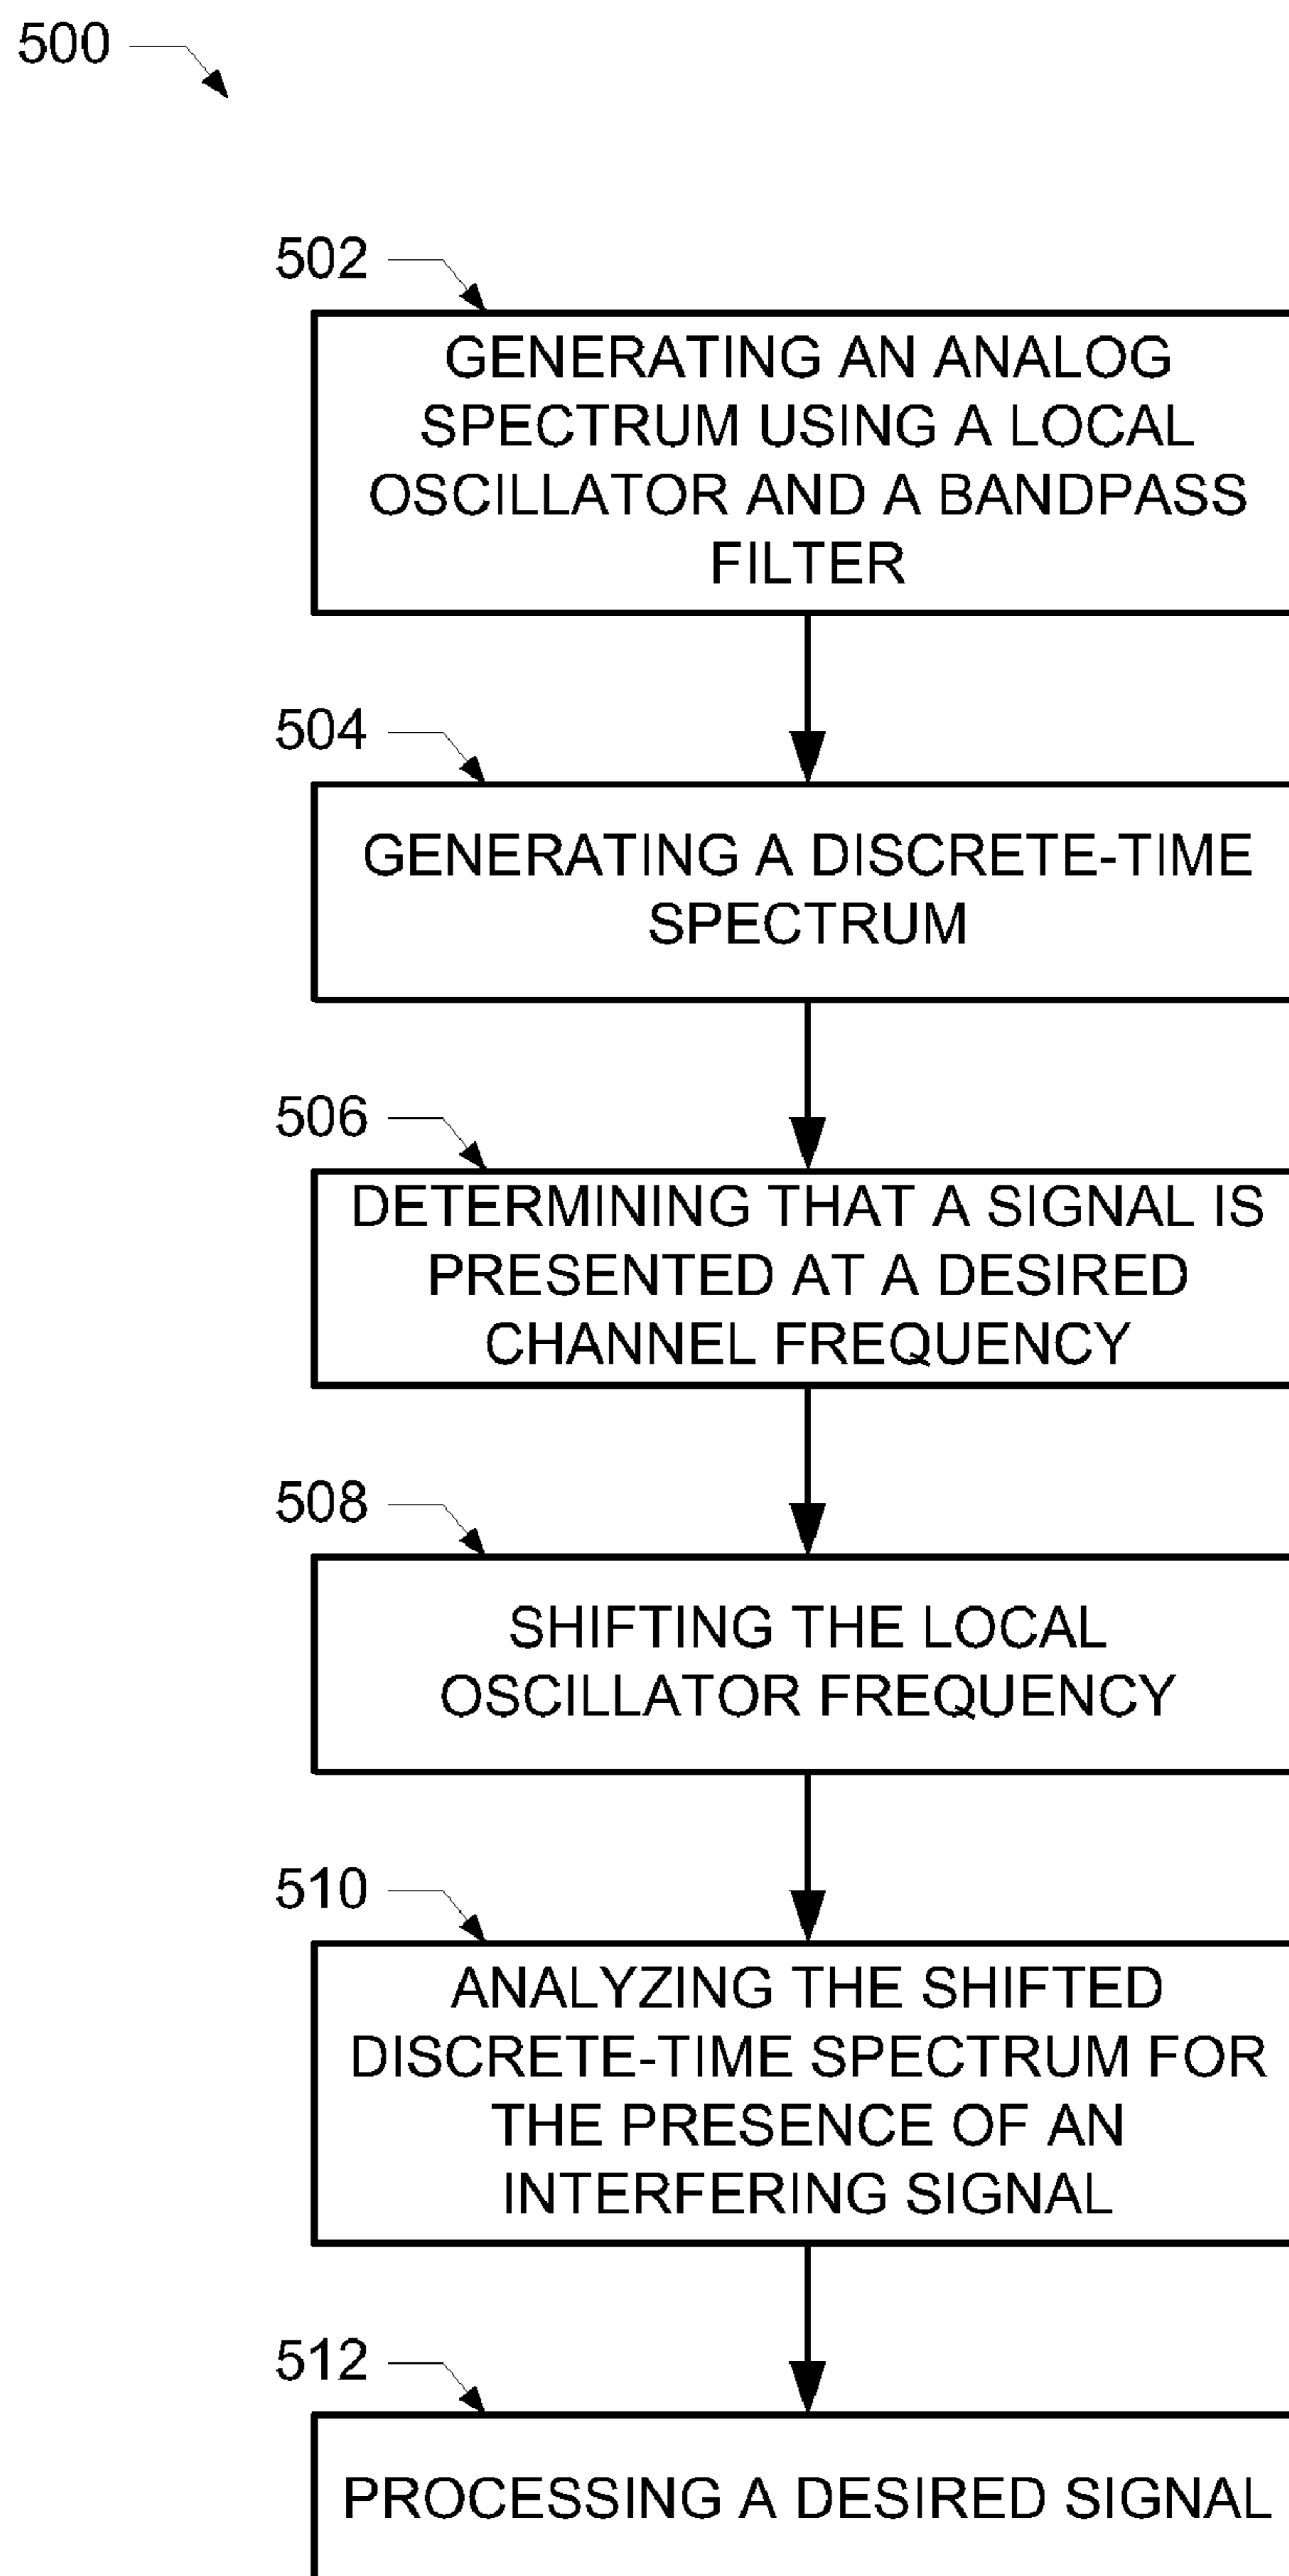 500
502
GENERATING AN ANALOG
SPECTRUM USING A LOCAL
OSCILLATOR AND A BANDPASS
FILTER
504
GENERATING A DISCRETE-TIME
SPECTRUM
506
DETERMINING THAT A SIGNAL IS
PRESENTED AT A DESIRED
CHANNEL FREQUENCY
508
SHIFTING THE LOCAL
OSCILLATOR FREQUENCY
510
ANALYZING THE SHIFTED
DISCRETE-TIME SPECTRUM FOR
THE PRESENCE OF AN
INTERFERING SIGNAL
512
PROCESSING A DESIRED SIGNAL